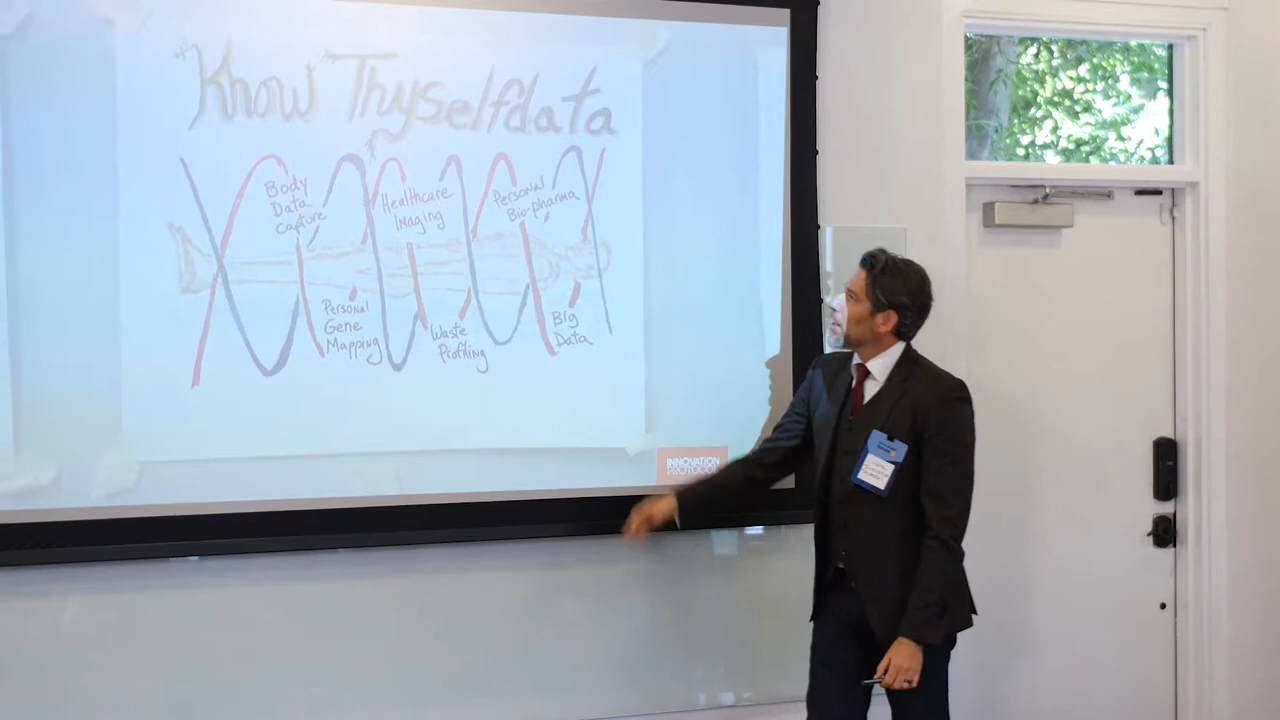 Know Thyselfdata
Body
Data
Capture
Healthcare
Imaging
Personal
Bio-pharma
Personal
Gene
Mapping
Waste
Profiling
Big
Data
INNOVATION
PROTOCOL